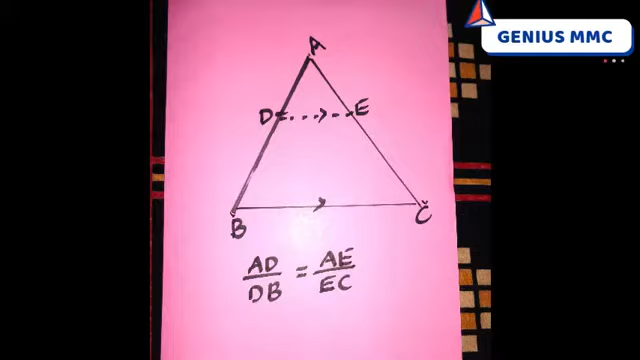 GENIUS MMC
A
D E
B C
AD/DB = AE/EC